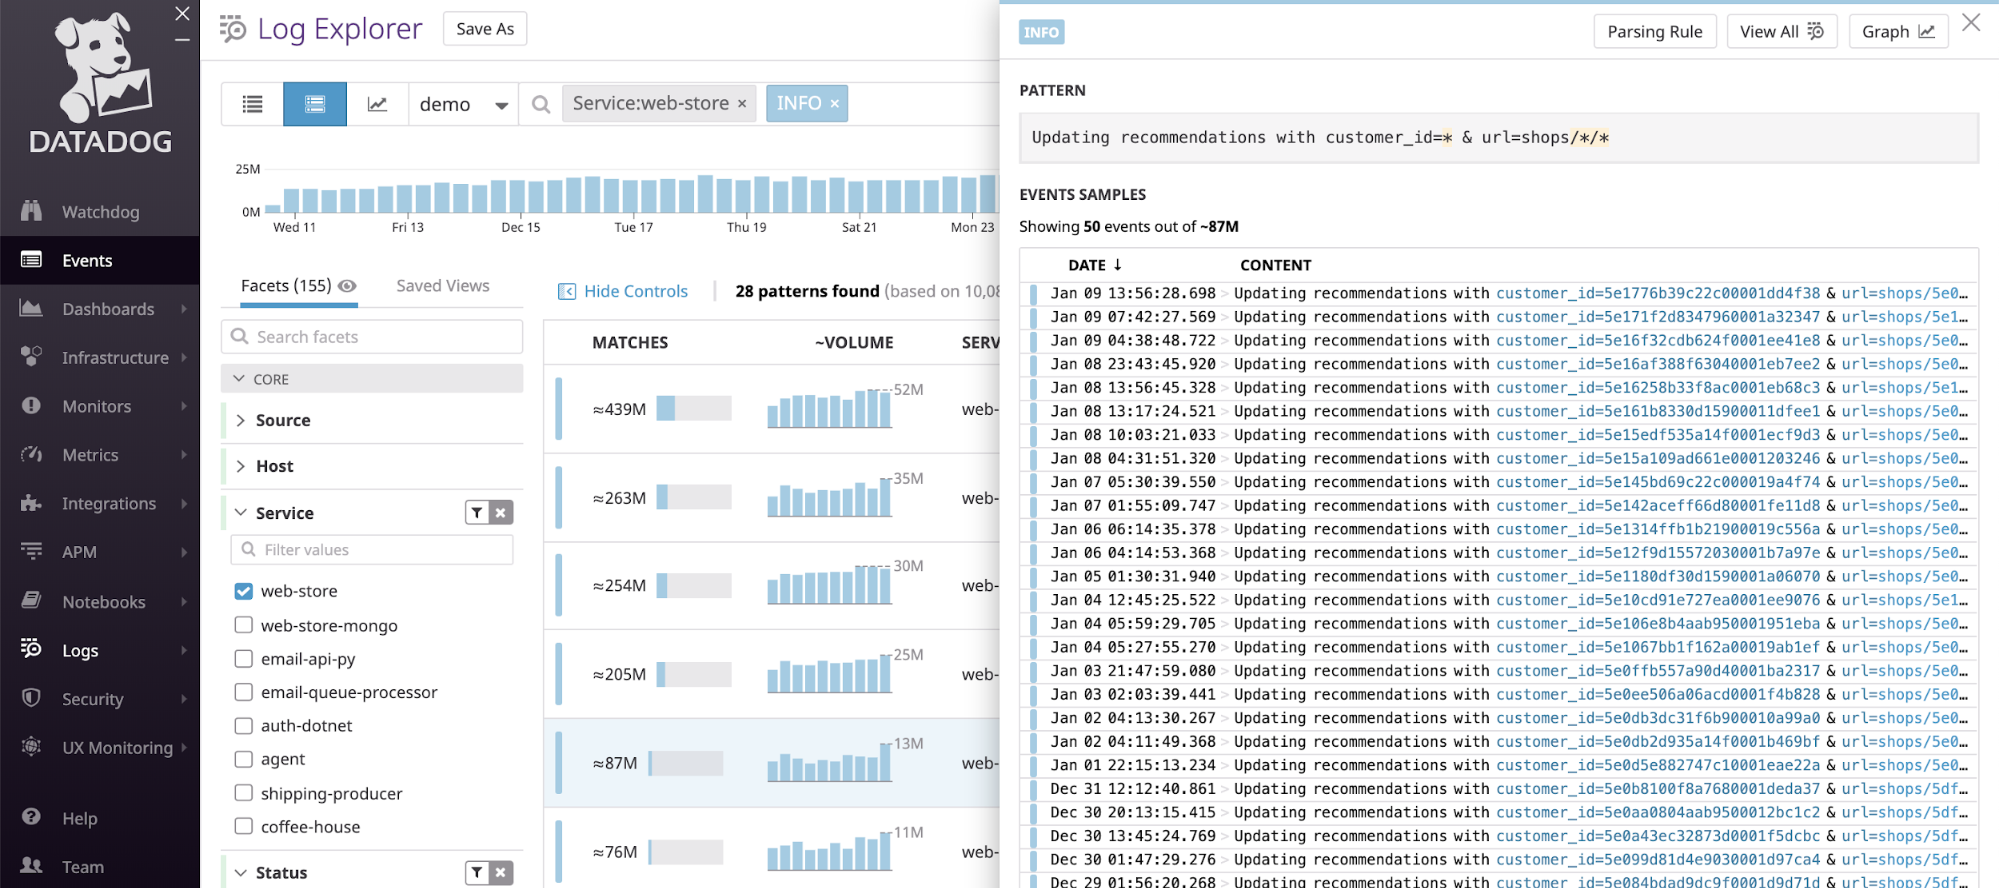 DATADOG
Watchdog
Events
Dashboards
Infrastructure
Monitors
Metrics
Integrations
APM
Notebooks
Logs
Security
UX Monitoring
Help
Team
Log Explorer
Save As
demo
Service:web-store ×
INFO ×
25M
0M
Wed 11 Fri 13 Dec 15 Tue 17 Thu 19 Sat 21 Mon 23
Facets (155)
Saved Views
Search facets
CORE
Source
Host
Service
Filter values
web-store
web-store-mongo
email-api-py
email-queue-processor
auth-dotnet
agent
shipping-producer
coffee-house
Status
Hide Controls
28 patterns found (based on 10,08
MATCHES ~VOLUME SERV
≈439M 52M web-
≈263M 35M web-
≈254M 30M web-
≈205M 25M web-
≈87M 13M web-
≈76M 11M web-
INFO
Parsing Rule
View All
Graph
PATTERN
Updating recommendations with customer_id=* & url=shops/*/*
EVENTS SAMPLES
Showing 50 events out of ~87M
DATE ↓ CONTENT
Jan 09 13:56:28.698 > Updating recommendations with customer_id=5e1776b39c22c00001dd4f38 & url=shops/5e0…
Jan 09 07:42:27.569 > Updating recommendations with customer_id=5e171f2d8347960001a32347 & url=shops/5e1…
Jan 09 04:38:48.722 > Updating recommendations with customer_id=5e16f32cdb624f0001ee41e8 & url=shops/5e0…
Jan 08 23:43:45.920 > Updating recommendations with customer_id=5e16af388f63040001eb7ee2 & url=shops/5e0…
Jan 08 13:56:45.328 > Updating recommendations with customer_id=5e16258b33f8ac0001eb68c3 & url=shops/5e1…
Jan 08 13:17:24.521 > Updating recommendations with customer_id=5e161b8330d15900011dfee1 & url=shops/5e0…
Jan 08 10:03:21.033 > Updating recommendations with customer_id=5e15edf535a14f0001ecf9d3 & url=shops/5e0…
Jan 08 04:31:51.320 > Updating recommendations with customer_id=5e15a109ad661e0001203246 & url=shops/5e0…
Jan 07 05:30:39.550 > Updating recommendations with customer_id=5e145bd69c22c000019a4f74 & url=shops/5e0…
Jan 07 01:55:09.747 > Updating recommendations with customer_id=5e142aceff66d80001fe11d8 & url=shops/5e0…
Jan 06 06:14:35.378 > Updating recommendations with customer_id=5e1314ffb1b21900019c556a & url=shops/5e0…
Jan 06 04:14:53.368 > Updating recommendations with customer_id=5e12f9d15572030001b7a97e & url=shops/5e0…
Jan 05 01:30:31.940 > Updating recommendations with customer_id=5e1180df30d1590001a06070 & url=shops/5e0…
Jan 04 12:45:25.522 > Updating recommendations with customer_id=5e10cd91e727ea0001ee9076 & url=shops/5e1…
Jan 04 05:59:29.705 > Updating recommendations with customer_id=5e106e8b4aab950001951eba & url=shops/5e0…
Jan 04 05:27:55.270 > Updating recommendations with customer_id=5e1067bb1f162a00019ab1ef & url=shops/5e0…
Jan 03 21:47:59.080 > Updating recommendations with customer_id=5e0ffb557a90d40001ba2317 & url=shops/5e0…
Jan 03 02:03:39.441 > Updating recommendations with customer_id=5e0ee506a06acd0001f4b828 & url=shops/5e0…
Jan 02 04:13:30.267 > Updating recommendations with customer_id=5e0db3dc31f6b900010a99a0 & url=shops/5e0…
Jan 02 04:11:49.368 > Updating recommendations with customer_id=5e0db2d935a14f0001b469bf & url=shops/5e0…
Jan 01 22:15:13.234 > Updating recommendations with customer_id=5e0d5e882747c10001eae22a & url=shops/5e0…
Dec 31 12:12:40.861 > Updating recommendations with customer_id=5e0b8100f8a7680001deda37 & url=shops/5df…
Dec 30 20:13:15.415 > Updating recommendations with customer_id=5e0aa0804aab9500012bc1c2 & url=shops/5df…
Dec 30 13:45:24.769 > Updating recommendations with customer_id=5e0a43ec32873d0001f5dcbc & url=shops/5df…
Dec 30 01:47:29.276 > Updating recommendations with customer_id=5e099d81d4e9030001d97ca4 & url=shops/5df…
Dec 29 01:56:20.268 > Updating recommendations with customer_id=5e084bdad9dc9f0001d9d71d & url=shops/5df…